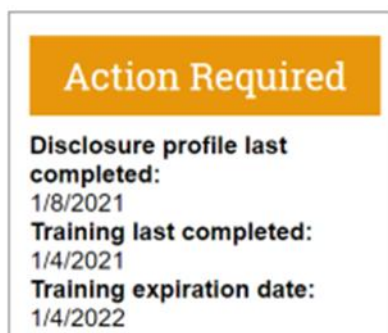 Action Required
Disclosure profile last
completed:
1/8/2021
Training last completed:
1/4/2021
Training expiration date:
1/4/2022